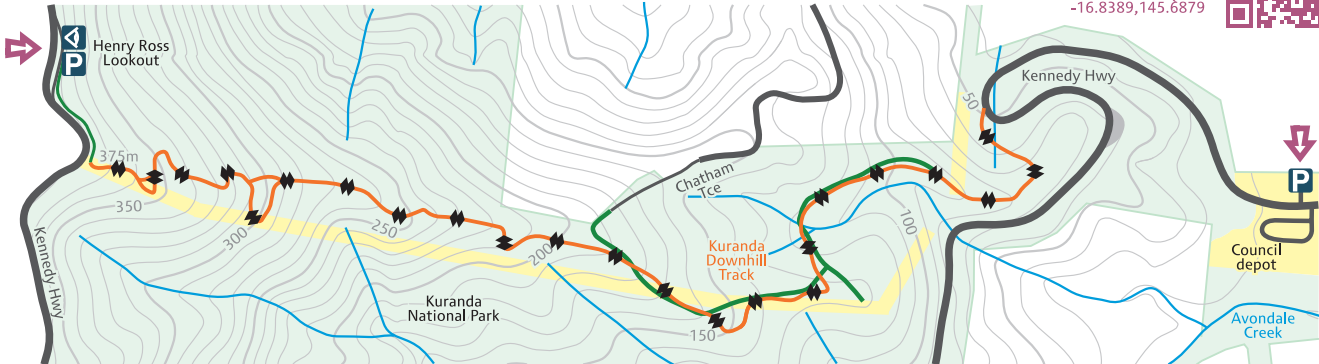 -16.8389,145.6879
P
Henry Ross
Lookout
Kennedy Hwy
50
375m
350
300
250
200
150
100
Chatham
Tce
Kuranda
Downhill
Track
Kuranda
National Park
Kennedy Hwy
P
Council
depot
Avondale
Creek